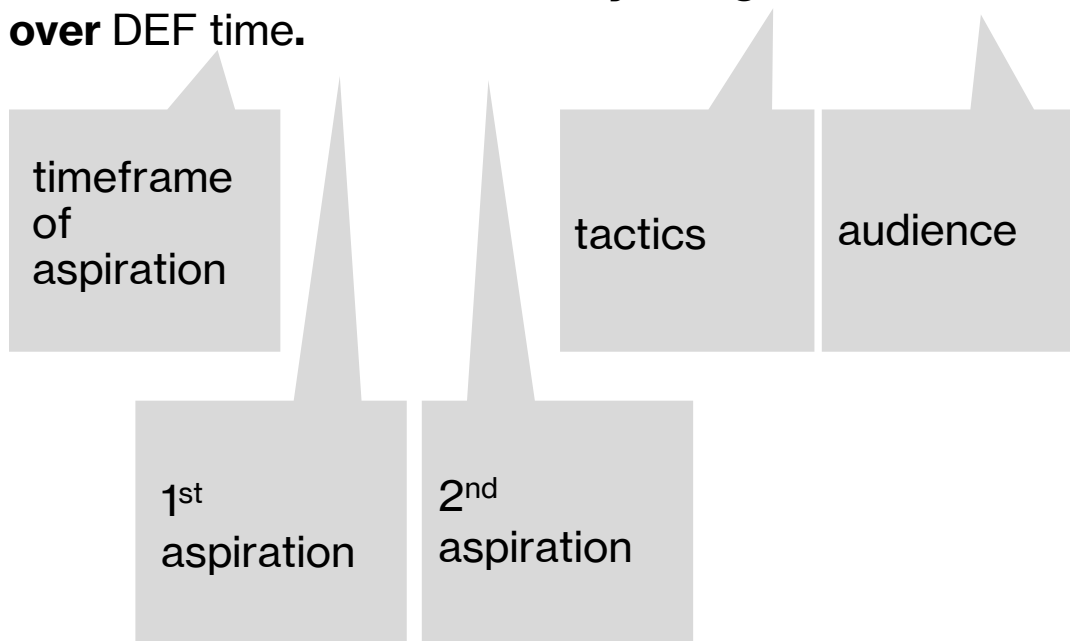 over DEF time.
timeframe
of
aspiration
tactics
audience
1st
aspiration
2nd
aspiration